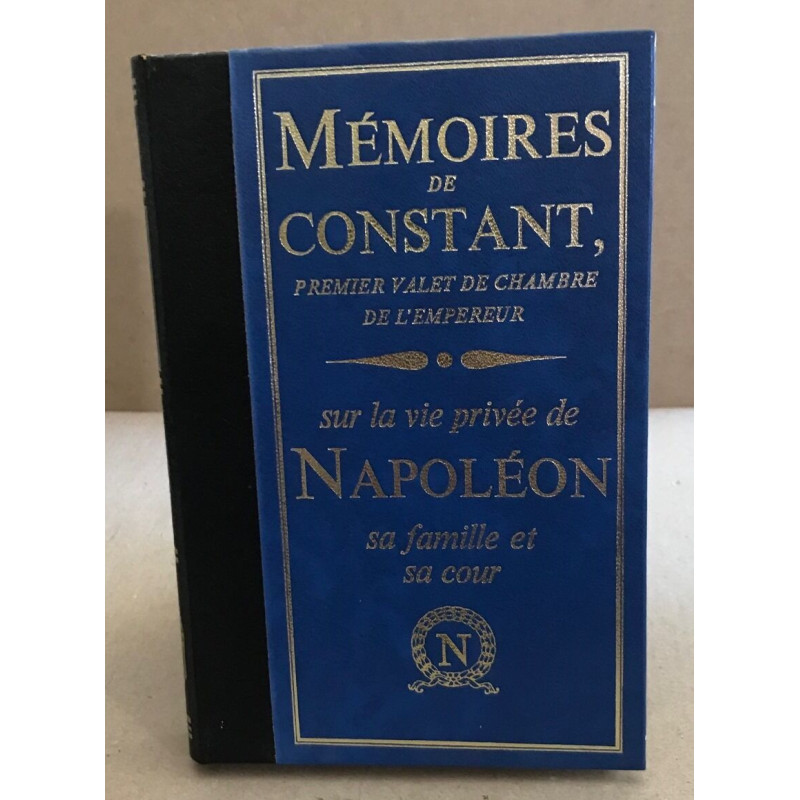 MÉMOIRES
DE
CONSTANT,
PREMIER VALET DE CHAMBRE
DE L'EMPEREUR
sur la vie privée de
NAPOLÉON
sa famille et
sa cour
N